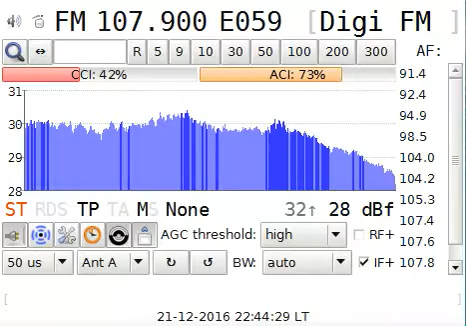 FM 107.900 E059 [Digi FM ]
↔ R 5 9 10 30 50 100 200 300 AF:
CCI: 42% ACI: 73% 91.4
31 92.4
30 94.9
98.5
29 104.0
28 104.2
ST RDS TP TA MS None 32↑ 28 dBf 105.3
107.4
AGC threshold: high RF+ 107.6
50 us Ant A ↻ ↺ BW: auto IF+ 107.8
[ ]
21-12-2016 22:44:29 LT